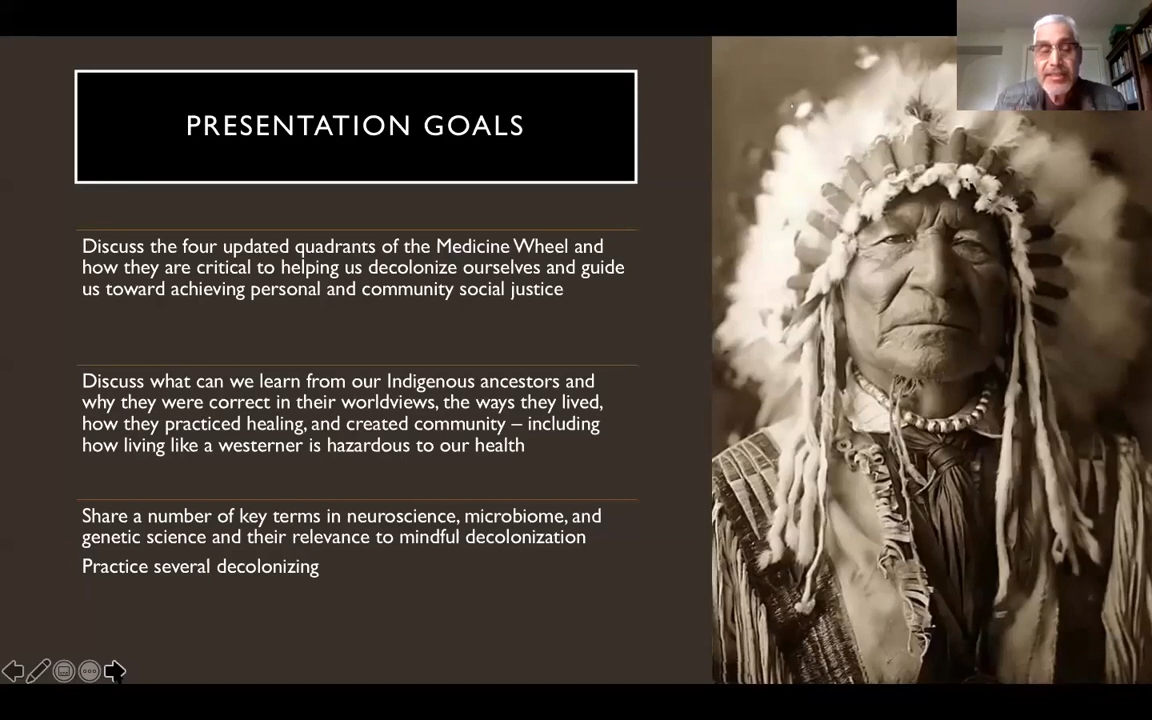 PRESENTATION GOALS
Discuss the four updated quadrants of the Medicine Wheel and
how they are critical to helping us decolonize ourselves and guide
us toward achieving personal and community social justice
Discuss what can we learn from our Indigenous ancestors and
why they were correct in their worldviews, the ways they lived,
how they practiced healing, and created community – including
how living like a westerner is hazardous to our health
Share a number of key terms in neuroscience, microbiome, and
genetic science and their relevance to mindful decolonization
Practice several decolonizing